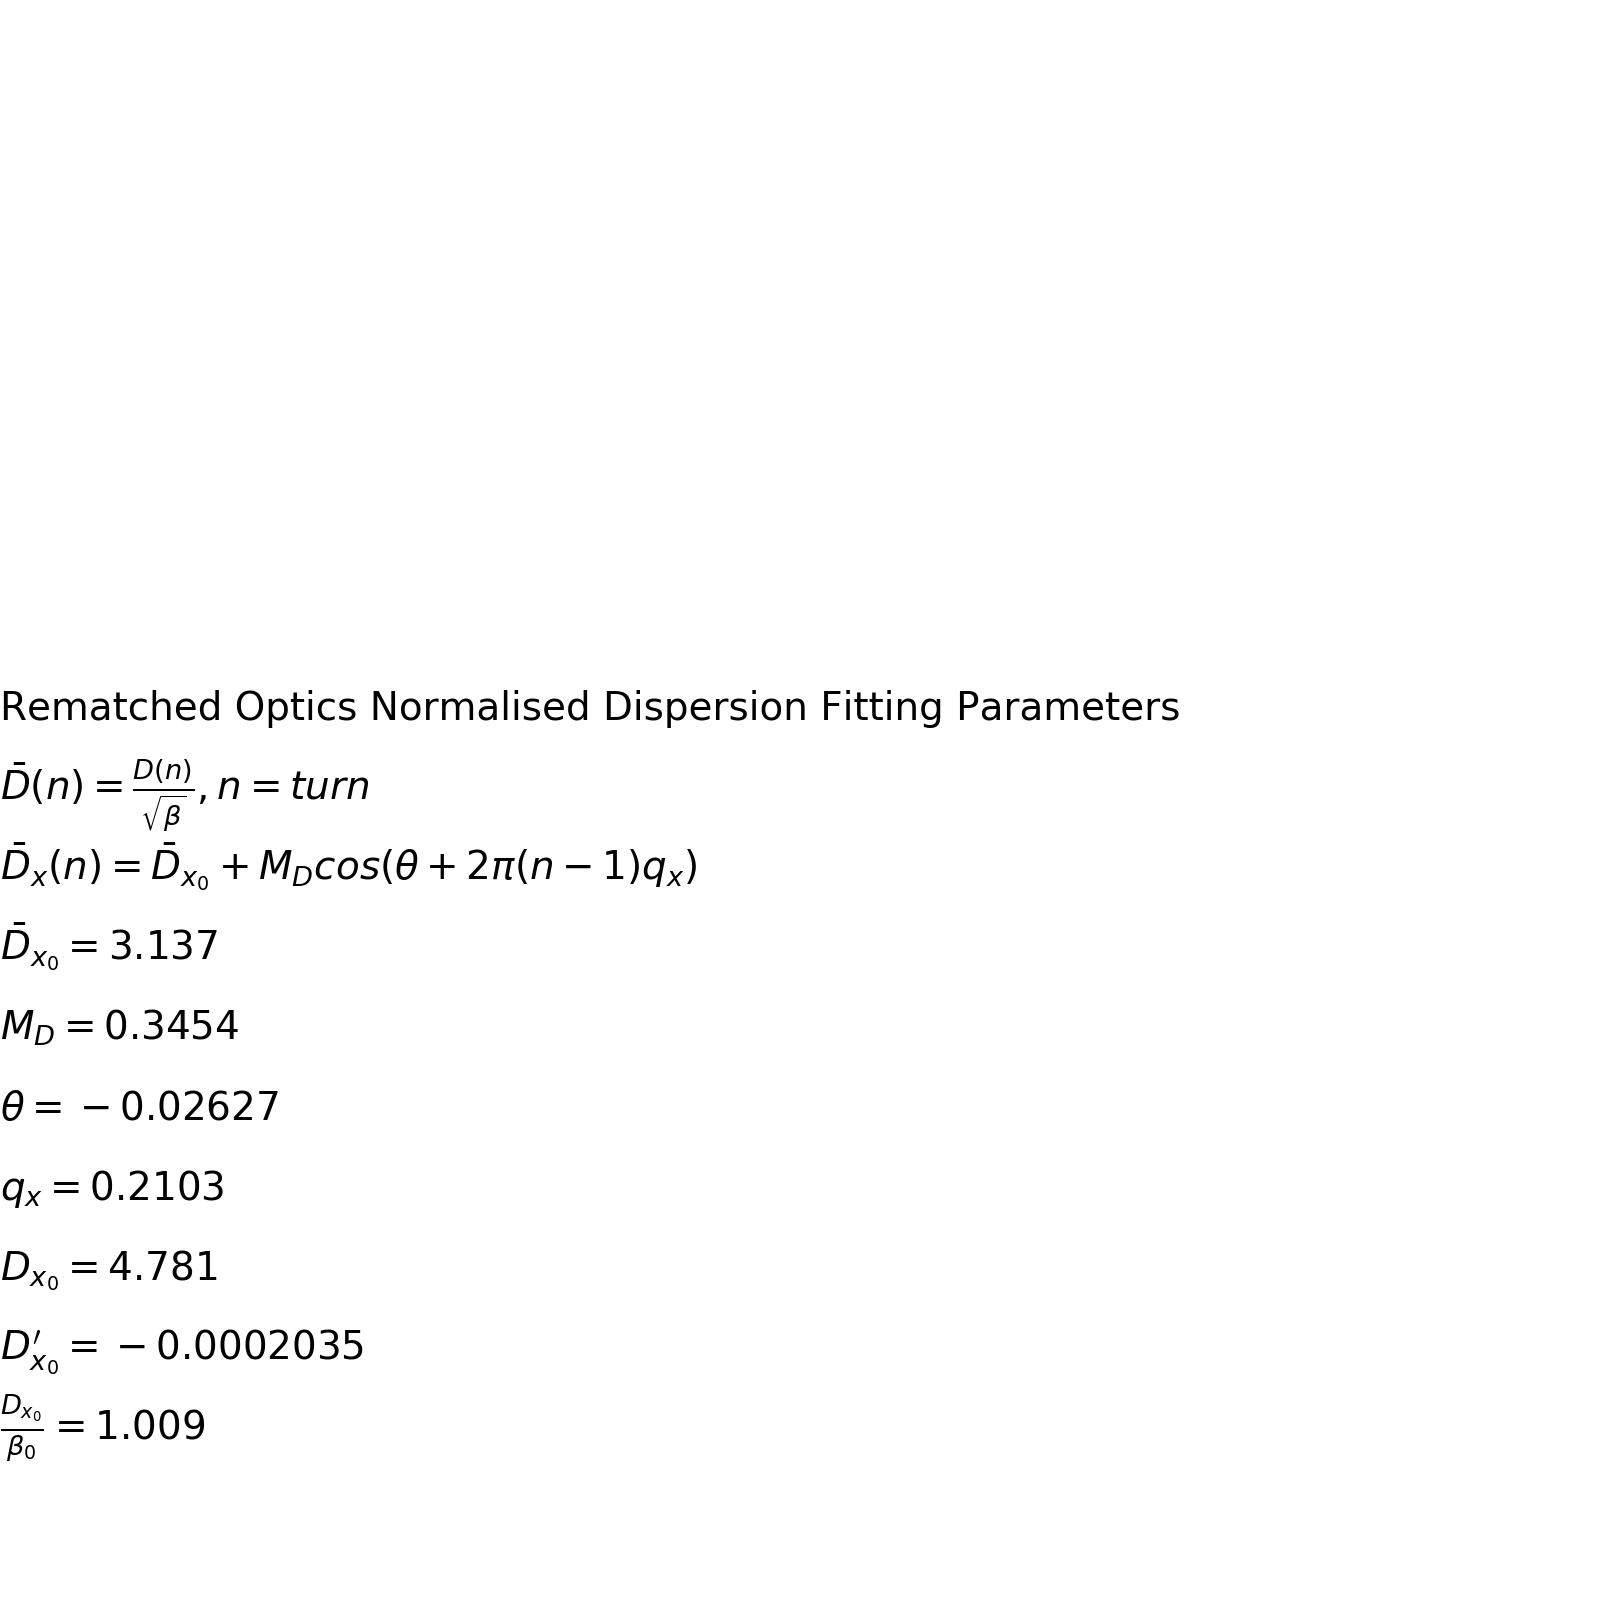 Rematched Optics Normalised Dispersion Fitting Parameters
$\bar{D}(n) = \frac{D(n)}{\sqrt{\beta}}, n = turn$
$\bar{D}_x(n) = \bar{D}_{x_0} + M_D cos(\theta + 2\pi(n - 1)q_x)$
$\bar{D}_{x_0} = 3.137$
$M_D = 0.3454$
$\theta = -0.02627$
$q_x = 0.2103$
$D_{x_0} = 4.781$
$D'_{x_0} = -0.0002035$
$\frac{D_{x_0}}{\beta_0} = 1.009$